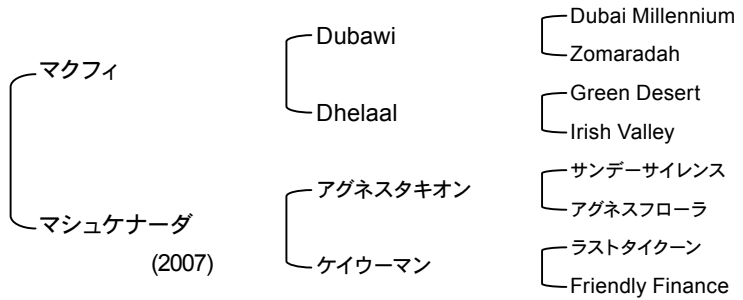 マクフィ
マシュケナーダ
(2007)
Dubawi
Dhelaal
アグネスタキオン
ケイウーマン
Dubai Millennium
Zomaradah
Green Desert
Irish Valley
サンデーサイレンス
アグネスフローラ
ラストタイクーン
Friendly Finance